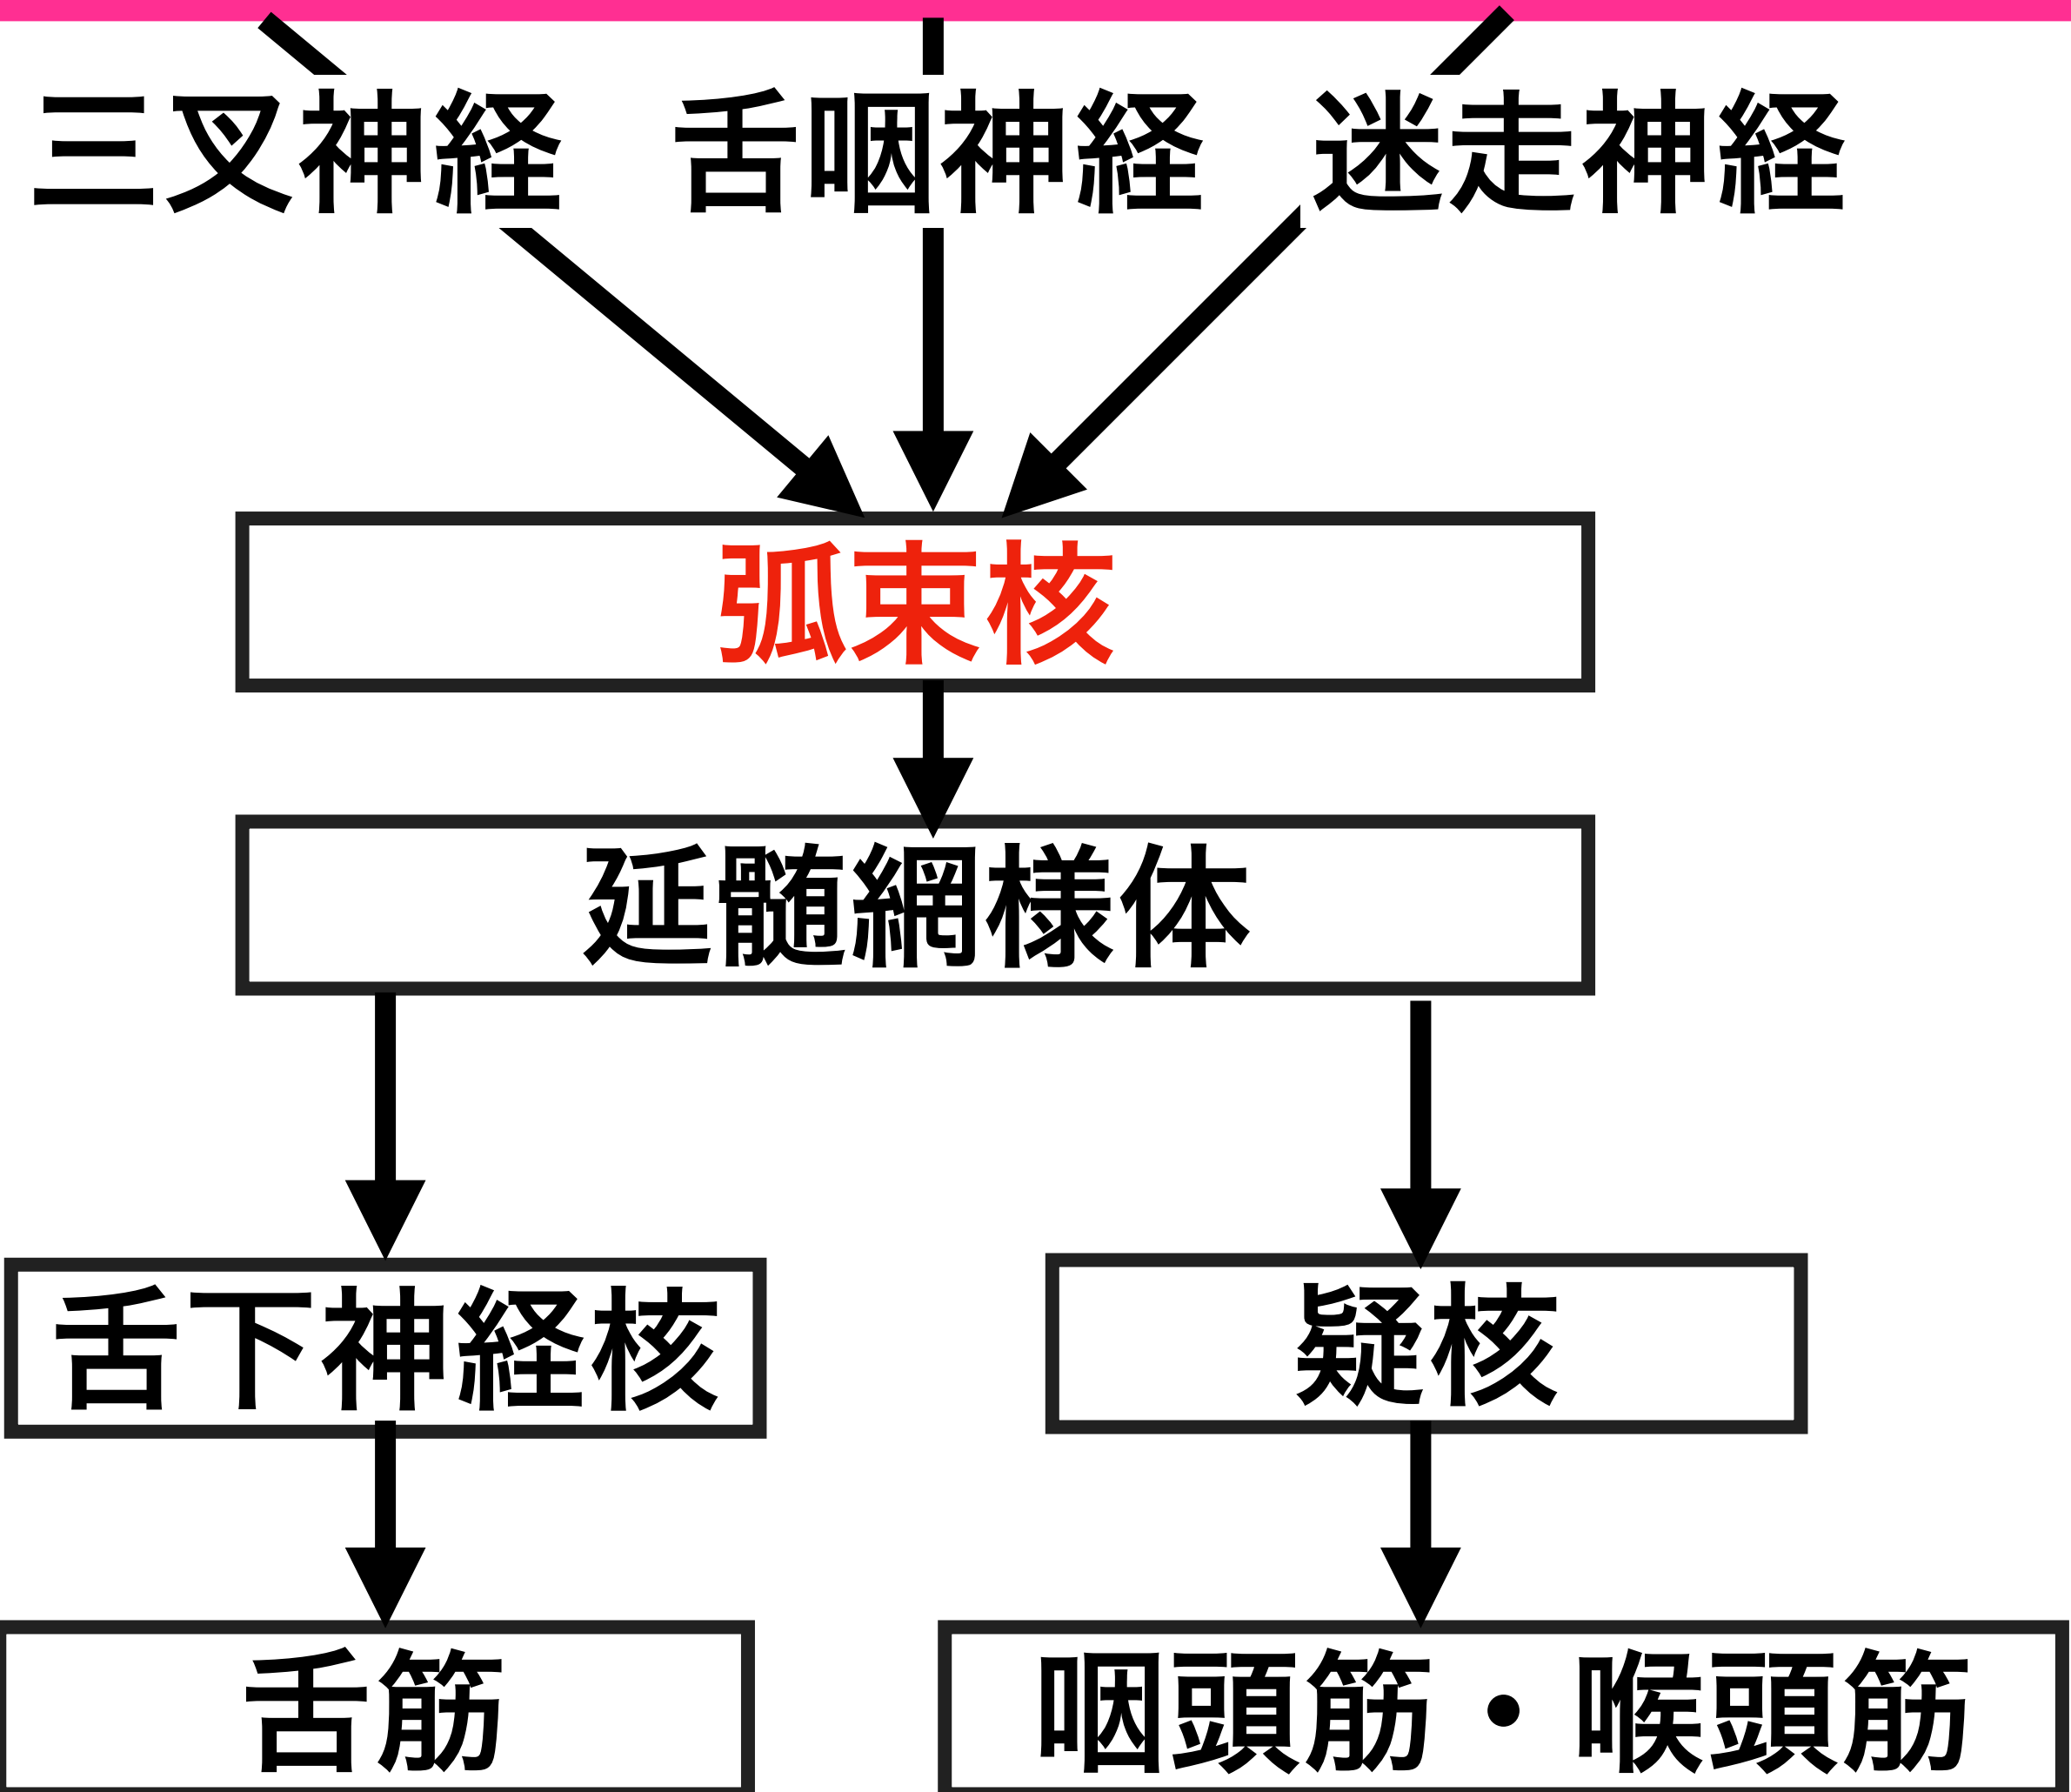 三叉神経 舌咽神経 迷走神経
孤束核
延髄網様体
舌下神経核 疑核
舌筋 咽頭筋・喉頭筋